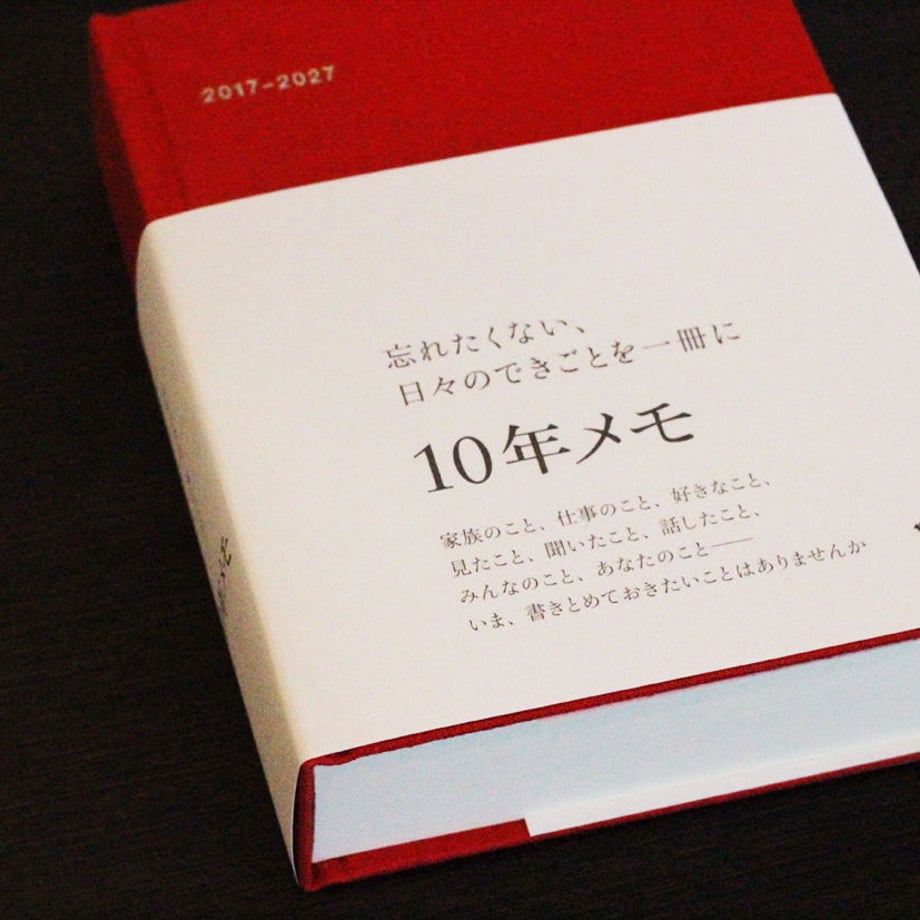 2017-2027
忘れたくない、
日々のできごとを一冊に
10年メモ
家族のこと、仕事のこと、好きなこと、
見たこと、聞いたこと、話したこと、
みんなのこと、あなたのこと――
いま、書きとめておきたいことはありませんか